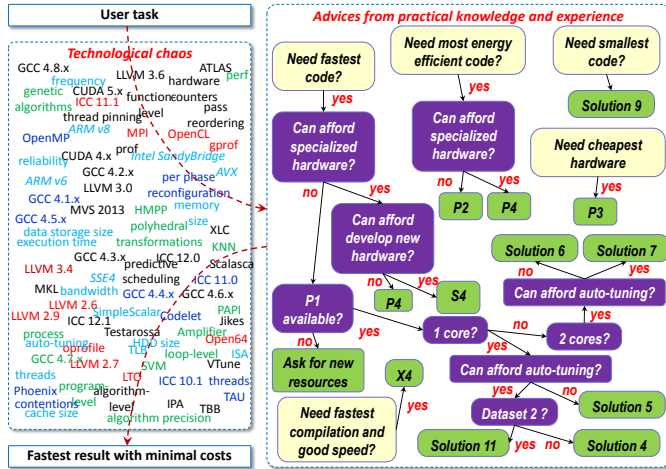 User task
Technological chaos
GCC 4.8.x
ATLAS
LLVM 3.6
perf
frequency
hardware
genetic
CUDA 5.x
counters
algorithms
ICC 11.1
function-
level
pass
reordering
thread pinning
OpenMP
ARM v8
MPI
OpenCL
prof
gprof
reliability
CUDA 4.x
Intel SandyBridge
ARM v6
GCC 4.2.x
per phase
AVX
LLVM 3.0
reconfiguration
GCC 4.1.x
memory
size
GCC 4.5.x
MVS 2013
HMPP
data storage size
polyhedral
transformations
XLC
execution time
KNN
GCC 4.3.x
ICC 12.0
Scalasca
LLVM 3.4
predictive
scheduling
SSE4
ICC 11.0
MKL
bandwidth
GCC 4.4.x
GCC 4.6.x
LLVM 2.6
SimpleScalar
Codelet
PAPI
LLVM 2.9
ICC 12.1
Jikes
process
Testarossa
Amplifier
auto-tuning
oprofile
HDD size
Open64
TLB
loop-level
ISA
GCC 4.7.x
LLVM 2.7
SVM
VTune
threads
LTO
ICC 10.1
threads
program-
level
algorithm-
level
Phoenix
TAU
contentions
IPA
TBB
cache size
algorithm precision
Fastest result with minimal costs
Advices from practical knowledge and experience
Need fastest
code?
Need most energy
efficient code?
Need smallest
code?
yes
yes
yes
Solution 9
Can afford
specialized
hardware?
Can afford
specialized
hardware?
Need cheapest
hardware
no
yes
no
yes
yes
P2
P4
P3
Can afford
develop new
hardware?
Solution 6
Solution 7
no
yes
no
yes
P4
S4
Can afford auto-tuning?
P1
available?
yes
yes
1 core?
no
2 cores?
no
yes
Ask for new
resources
X4
Can afford auto-tuning?
yes
yes
no
Need fastest
compilation and
good speed?
Dataset 2 ?
Solution 5
Solution 11
yes
no
Solution 4